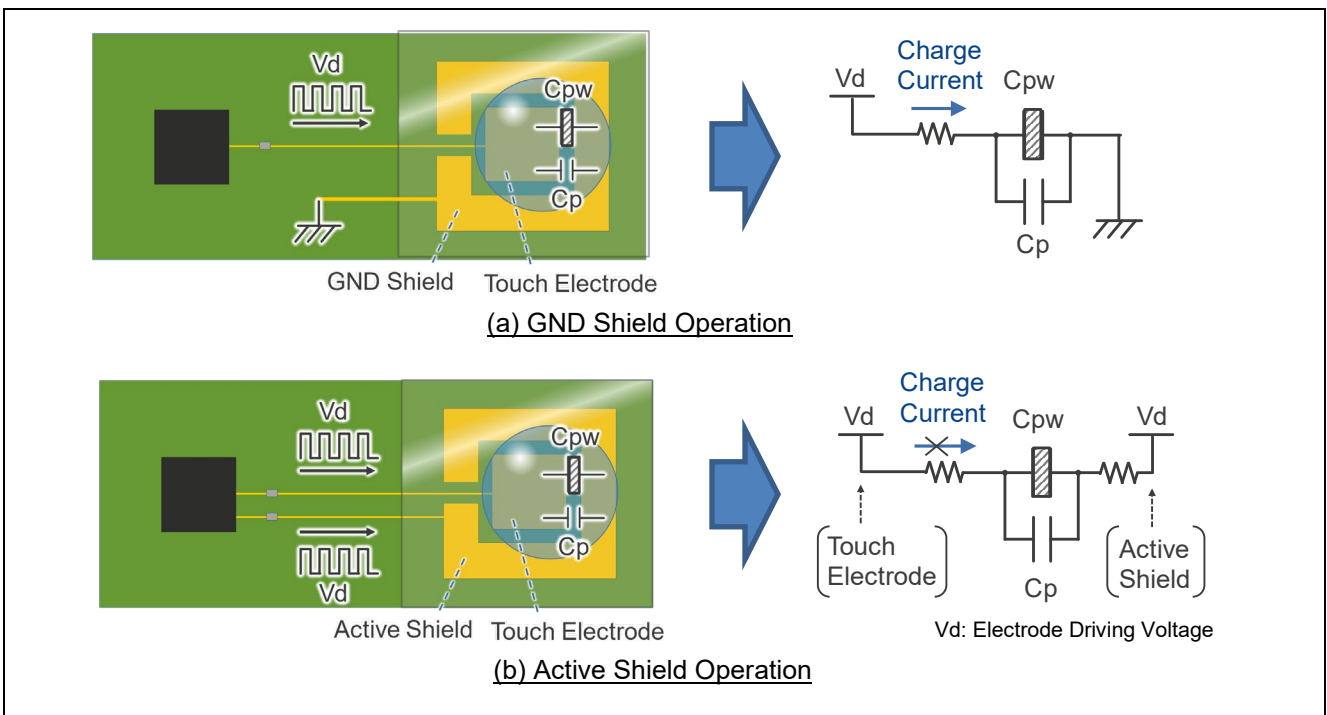 Vd
Cpw
Cp
GND Shield
Touch Electrode
Charge
Current
Vd
Cpw
Cp
(a) GND Shield Operation
Vd
Cpw
Cp
Vd
Active Shield
Touch Electrode
Charge
Current
Vd
Cpw
Vd
Touch
Electrode
Cp
Active
Shield
Vd: Electrode Driving Voltage
(b) Active Shield Operation